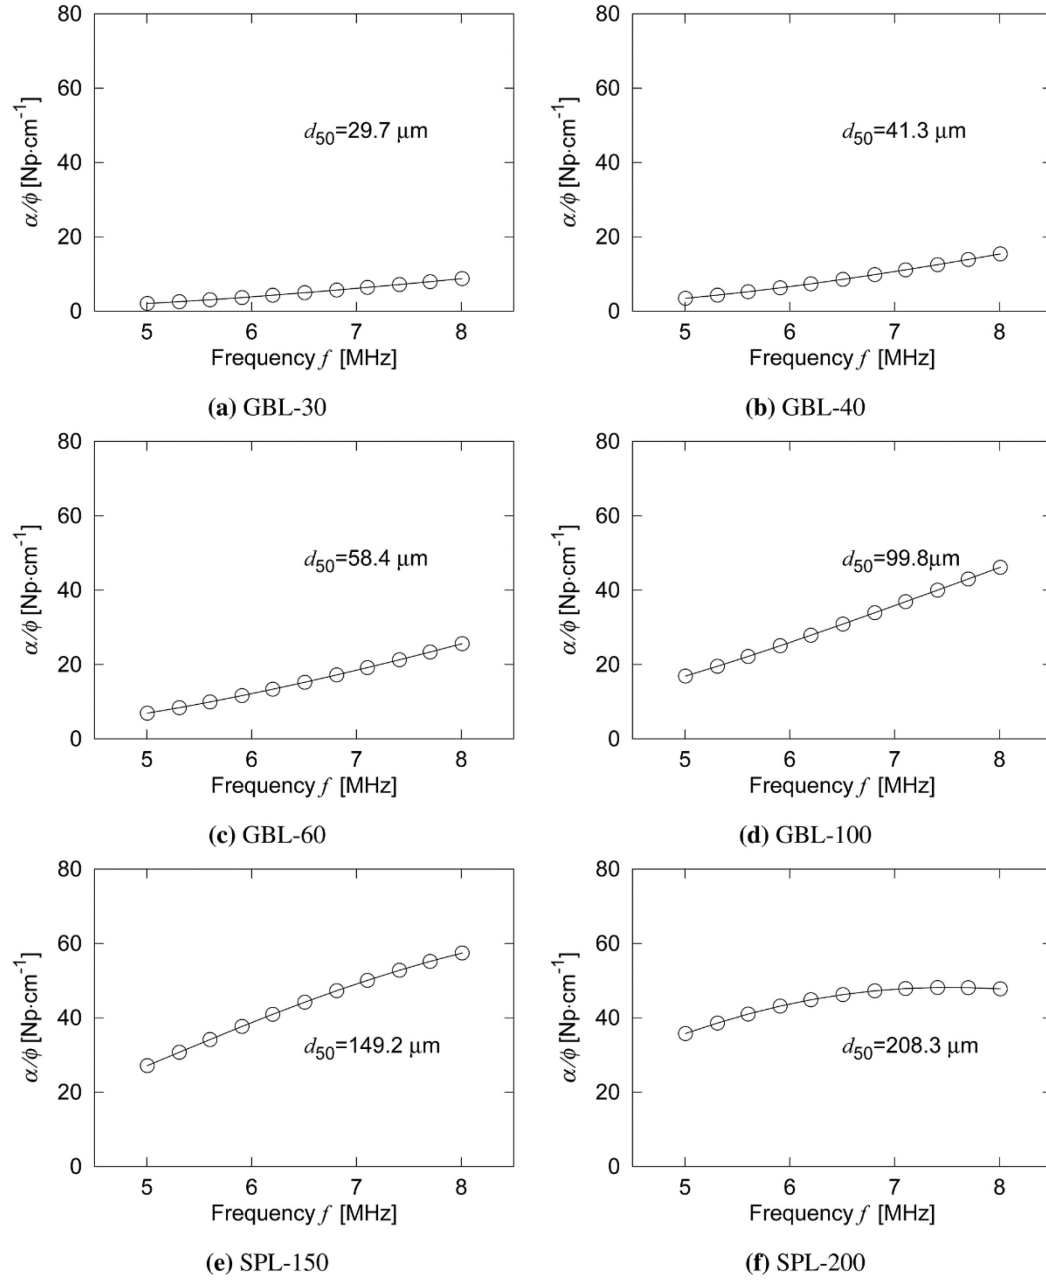 80 80
60 60
α/ϕ [Np·cm⁻¹] d₅₀=29.7 μm α/ϕ [Np·cm⁻¹] d₅₀=41.3 μm
40 40
20 20
0 0
5 6 7 8 5 6 7 8
Frequency f [MHz] Frequency f [MHz]
(a) GBL-30 (b) GBL-40
80 80
60 60
α/ϕ [Np·cm⁻¹] d₅₀=58.4 μm α/ϕ [Np·cm⁻¹] d₅₀=99.8μm
40 40
20 20
0 0
5 6 7 8 5 6 7 8
Frequency f [MHz] Frequency f [MHz]
(c) GBL-60 (d) GBL-100
80 80
60 60
α/ϕ [Np·cm⁻¹] α/ϕ [Np·cm⁻¹]
40 40
d₅₀=149.2 μm d₅₀=208.3 μm
20 20
0 0
5 6 7 8 5 6 7 8
Frequency f [MHz] Frequency f [MHz]
(e) SPL-150 (f) SPL-200